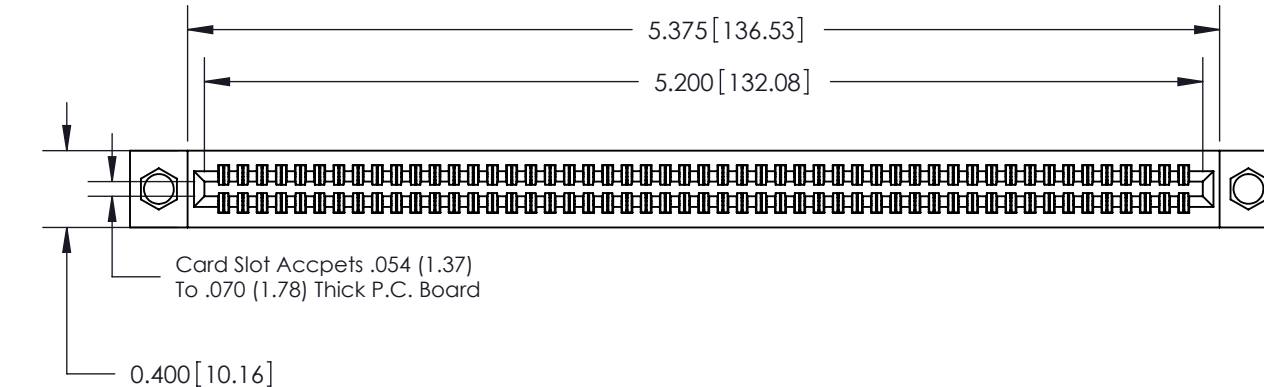 5.375[136.53]
5.200[132.08]
Card Slot Accpets .054 (1.37)
To .070 (1.78) Thick P.C. Board
0.400[10.16]